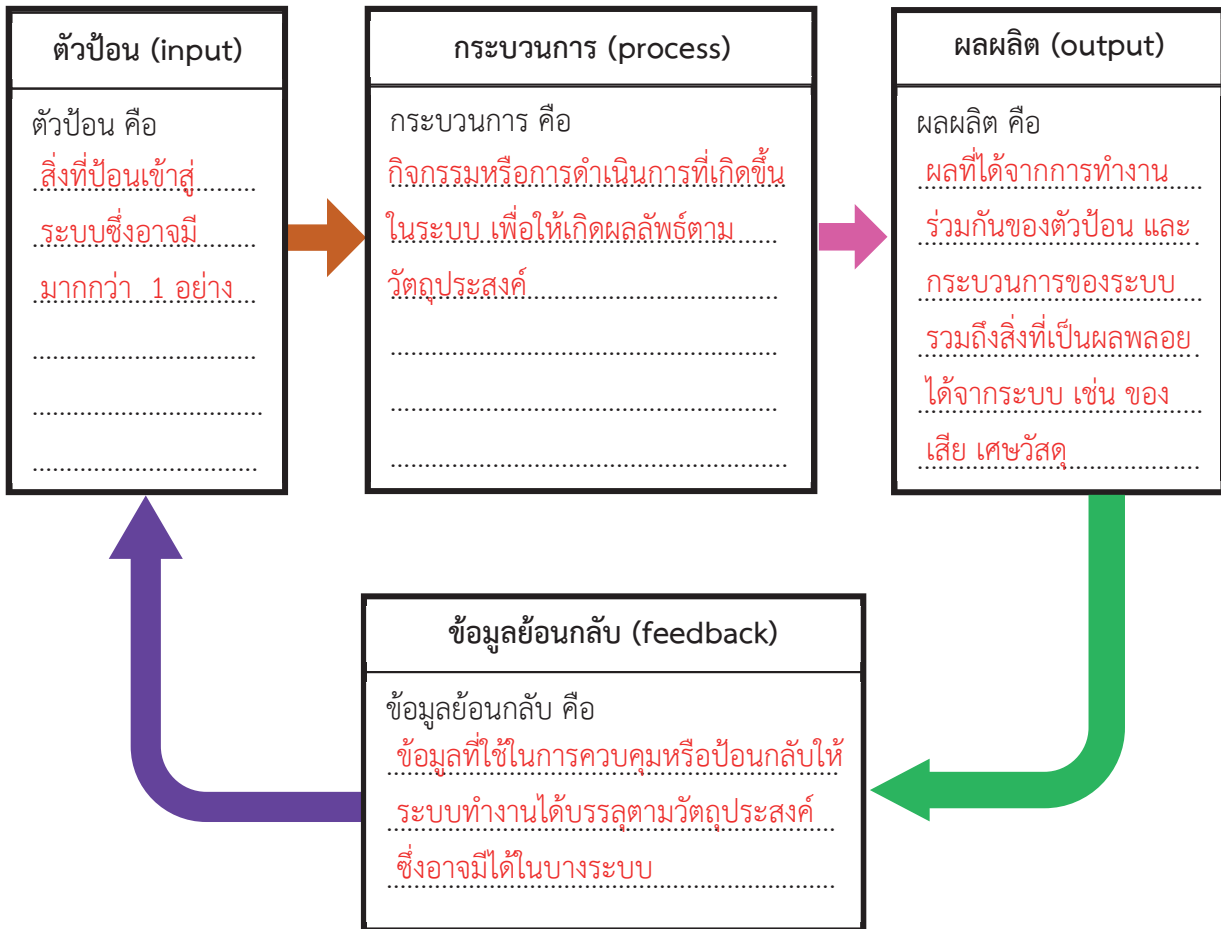 ตัวป้อน (input)
ตัวป้อน คือ
สิ่งที่ป้อนเข้าสู่
ระบบซึ่งอาจมี
มากกว่า 1 อย่าง
กระบวนการ (process)
กระบวนการ คือ
กิจกรรมหรือการดำเนินการที่เกิดขึ้น
ในระบบ เพื่อให้เกิดผลลัพธ์ตาม
วัตถุประสงค์
ผลผลิต (output)
ผลผลิต คือ
ผลที่ได้จากการทำงาน
ร่วมกันของตัวป้อน และ
กระบวนการของระบบ
รวมถึงสิ่งที่เป็นผลพลอย
ได้จากระบบ เช่น ของ
เสีย เศษวัสดุ
ข้อมูลย้อนกลับ (feedback)
ข้อมูลย้อนกลับ คือ
ข้อมูลที่ใช้ในการควบคุมหรือป้อนกลับให้
ระบบทำงานได้บรรลุตามวัตถุประสงค์
ซึ่งอาจมีได้ในบางระบบ